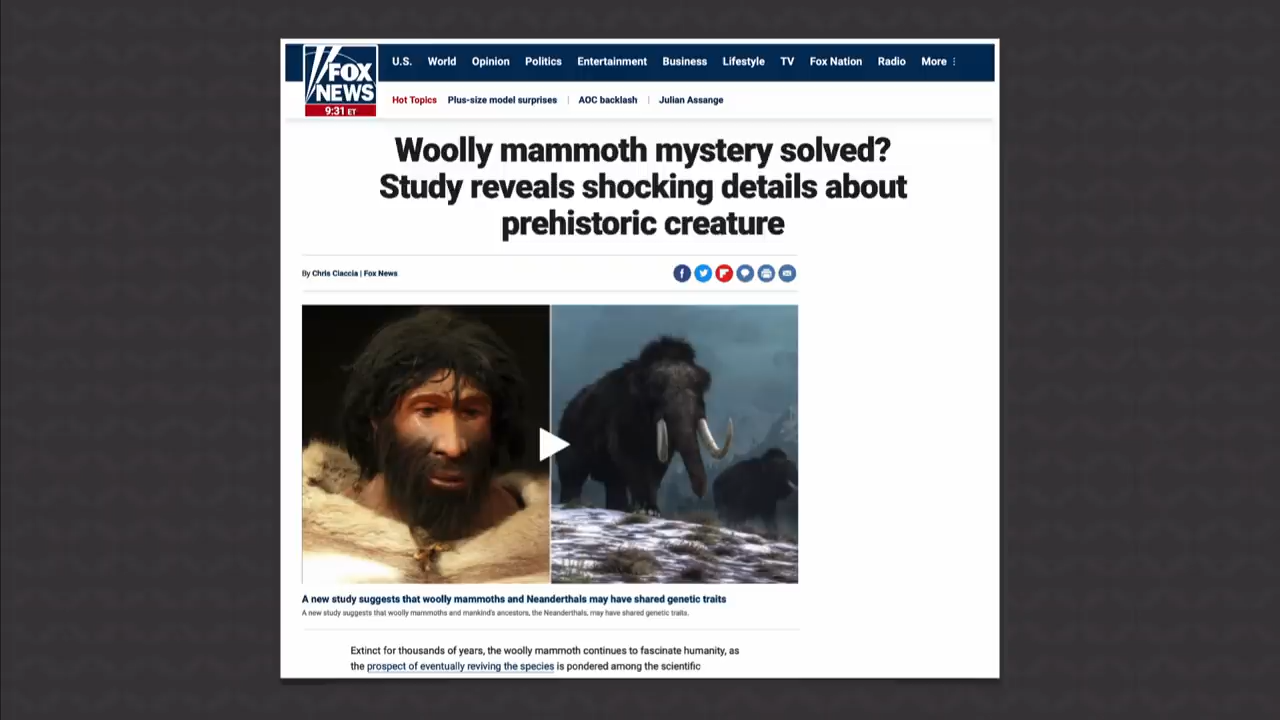 FOX
NEWS
9:31 ET
U.S. World Opinion Politics Entertainment Business Lifestyle TV Fox Nation Radio More
Hot Topics Plus-size model surprises AOC backlash Julian Assange
Woolly mammoth mystery solved?
Study reveals shocking details about
prehistoric creature
By Chris Ciaccia | Fox News
A new study suggests that woolly mammoths and Neanderthals may have shared genetic traits
A new study suggests that woolly mammoths and mankind's ancestors, the Neanderthals, may have shared genetic traits.
Extinct for thousands of years, the woolly mammoth continues to fascinate humanity, as
the prospect of eventually reviving the species is pondered among the scientific